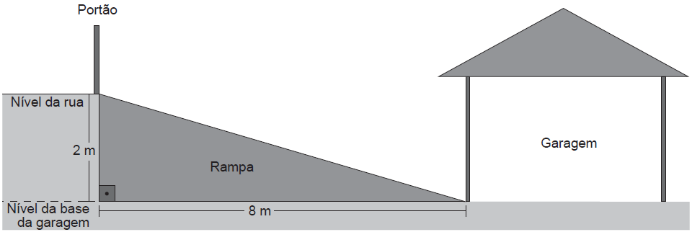 Portão
Nível da rua
2 m
Rampa
Garagem
Nível da base
da garagem
8 m